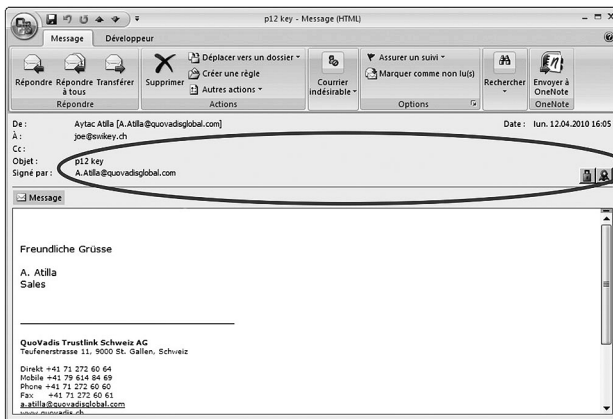 p12 key - Message (HTML)
Message Développeur
Répondre Répondre à tous Transférer
Répondre
Supprimer
Déplacer vers un dossier
Créer une règle
Autres actions
Actions
Courrier indésirable
Assurer un suivi
Marquer comme non lu(s)
Options
Rechercher
Envoyer à OneNote
OneNote
De : Aytac Atila [A.Atila@quovadisglobal.com] Date : lun. 12.04.2010 16:05
À : joe@swikey.ch
Cc :
Objet : p12 key
Signé par : A.Atilla@quovadisglobal.com
Message
Freundliche Grüsse
A. Atilla
Sales
QuoVadis Trustlink Schweiz AG
Teufenerstrasse 11, 9000 St. Gallen, Schweiz
Direkt +41 71 272 60 64
Mobile +41 79 614 84 69
Phone +41 71 272 60 60
Fax +41 71 272 60 61
a.atilla@quovadisglobal.com
www.quovadis.ch